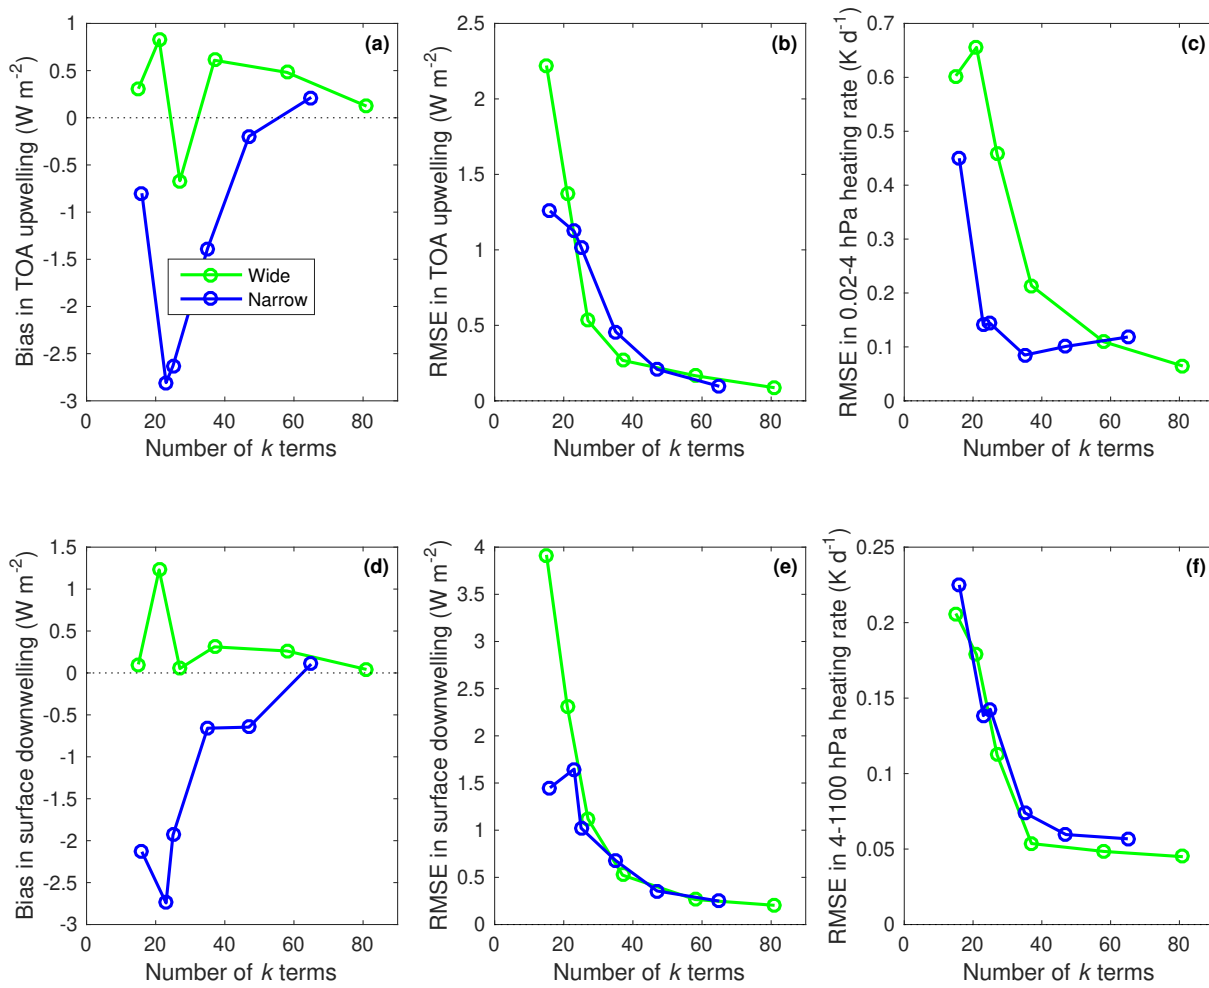 (a)
Bias in TOA upwelling (W m-2)
1
0.5
0
-0.5
-1
-1.5
-2
-2.5
-3
0 20 40 60 80
Number of k terms
Wide
Narrow
(b)
RMSE in TOA upwelling (W m-2)
2.5
2
1.5
1
0.5
0
0 20 40 60 80
Number of k terms
(c)
RMSE in 0.02-4 hPa heating rate (K d-1)
0.7
0.6
0.5
0.4
0.3
0.2
0.1
0
0 20 40 60 80
Number of k terms
(d)
Bias in surface downwelling (W m-2)
1.5
1
0.5
0
-0.5
-1
-1.5
-2
-2.5
-3
0 20 40 60 80
Number of k terms
(e)
RMSE in surface downwelling (W m-2)
4
3.5
3
2.5
2
1.5
1
0.5
0
0 20 40 60 80
Number of k terms
(f)
RMSE in 4-1100 hPa heating rate (K d-1)
0.25
0.2
0.15
0.1
0.05
0
0 20 40 60 80
Number of k terms